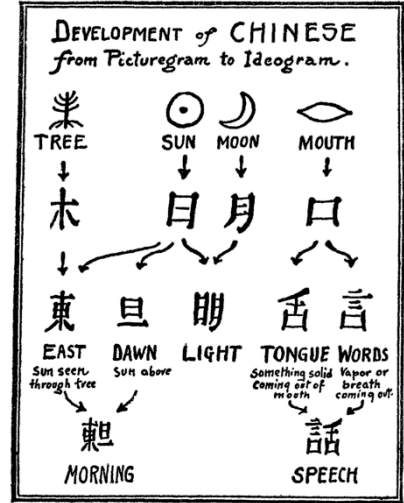 DEVELOPMENT of CHINESE
from Picturegram to Ideogram.
TREE SUN MOON MOUTH
木 日 月 口
東 旦 明 舌 言
EAST DAWN LIGHT TONGUE WORDS
Sun seen through tree
Sun above
Something solid Coming out of mouth
Vapor or breath coming out.
話
MORNING SPEECH